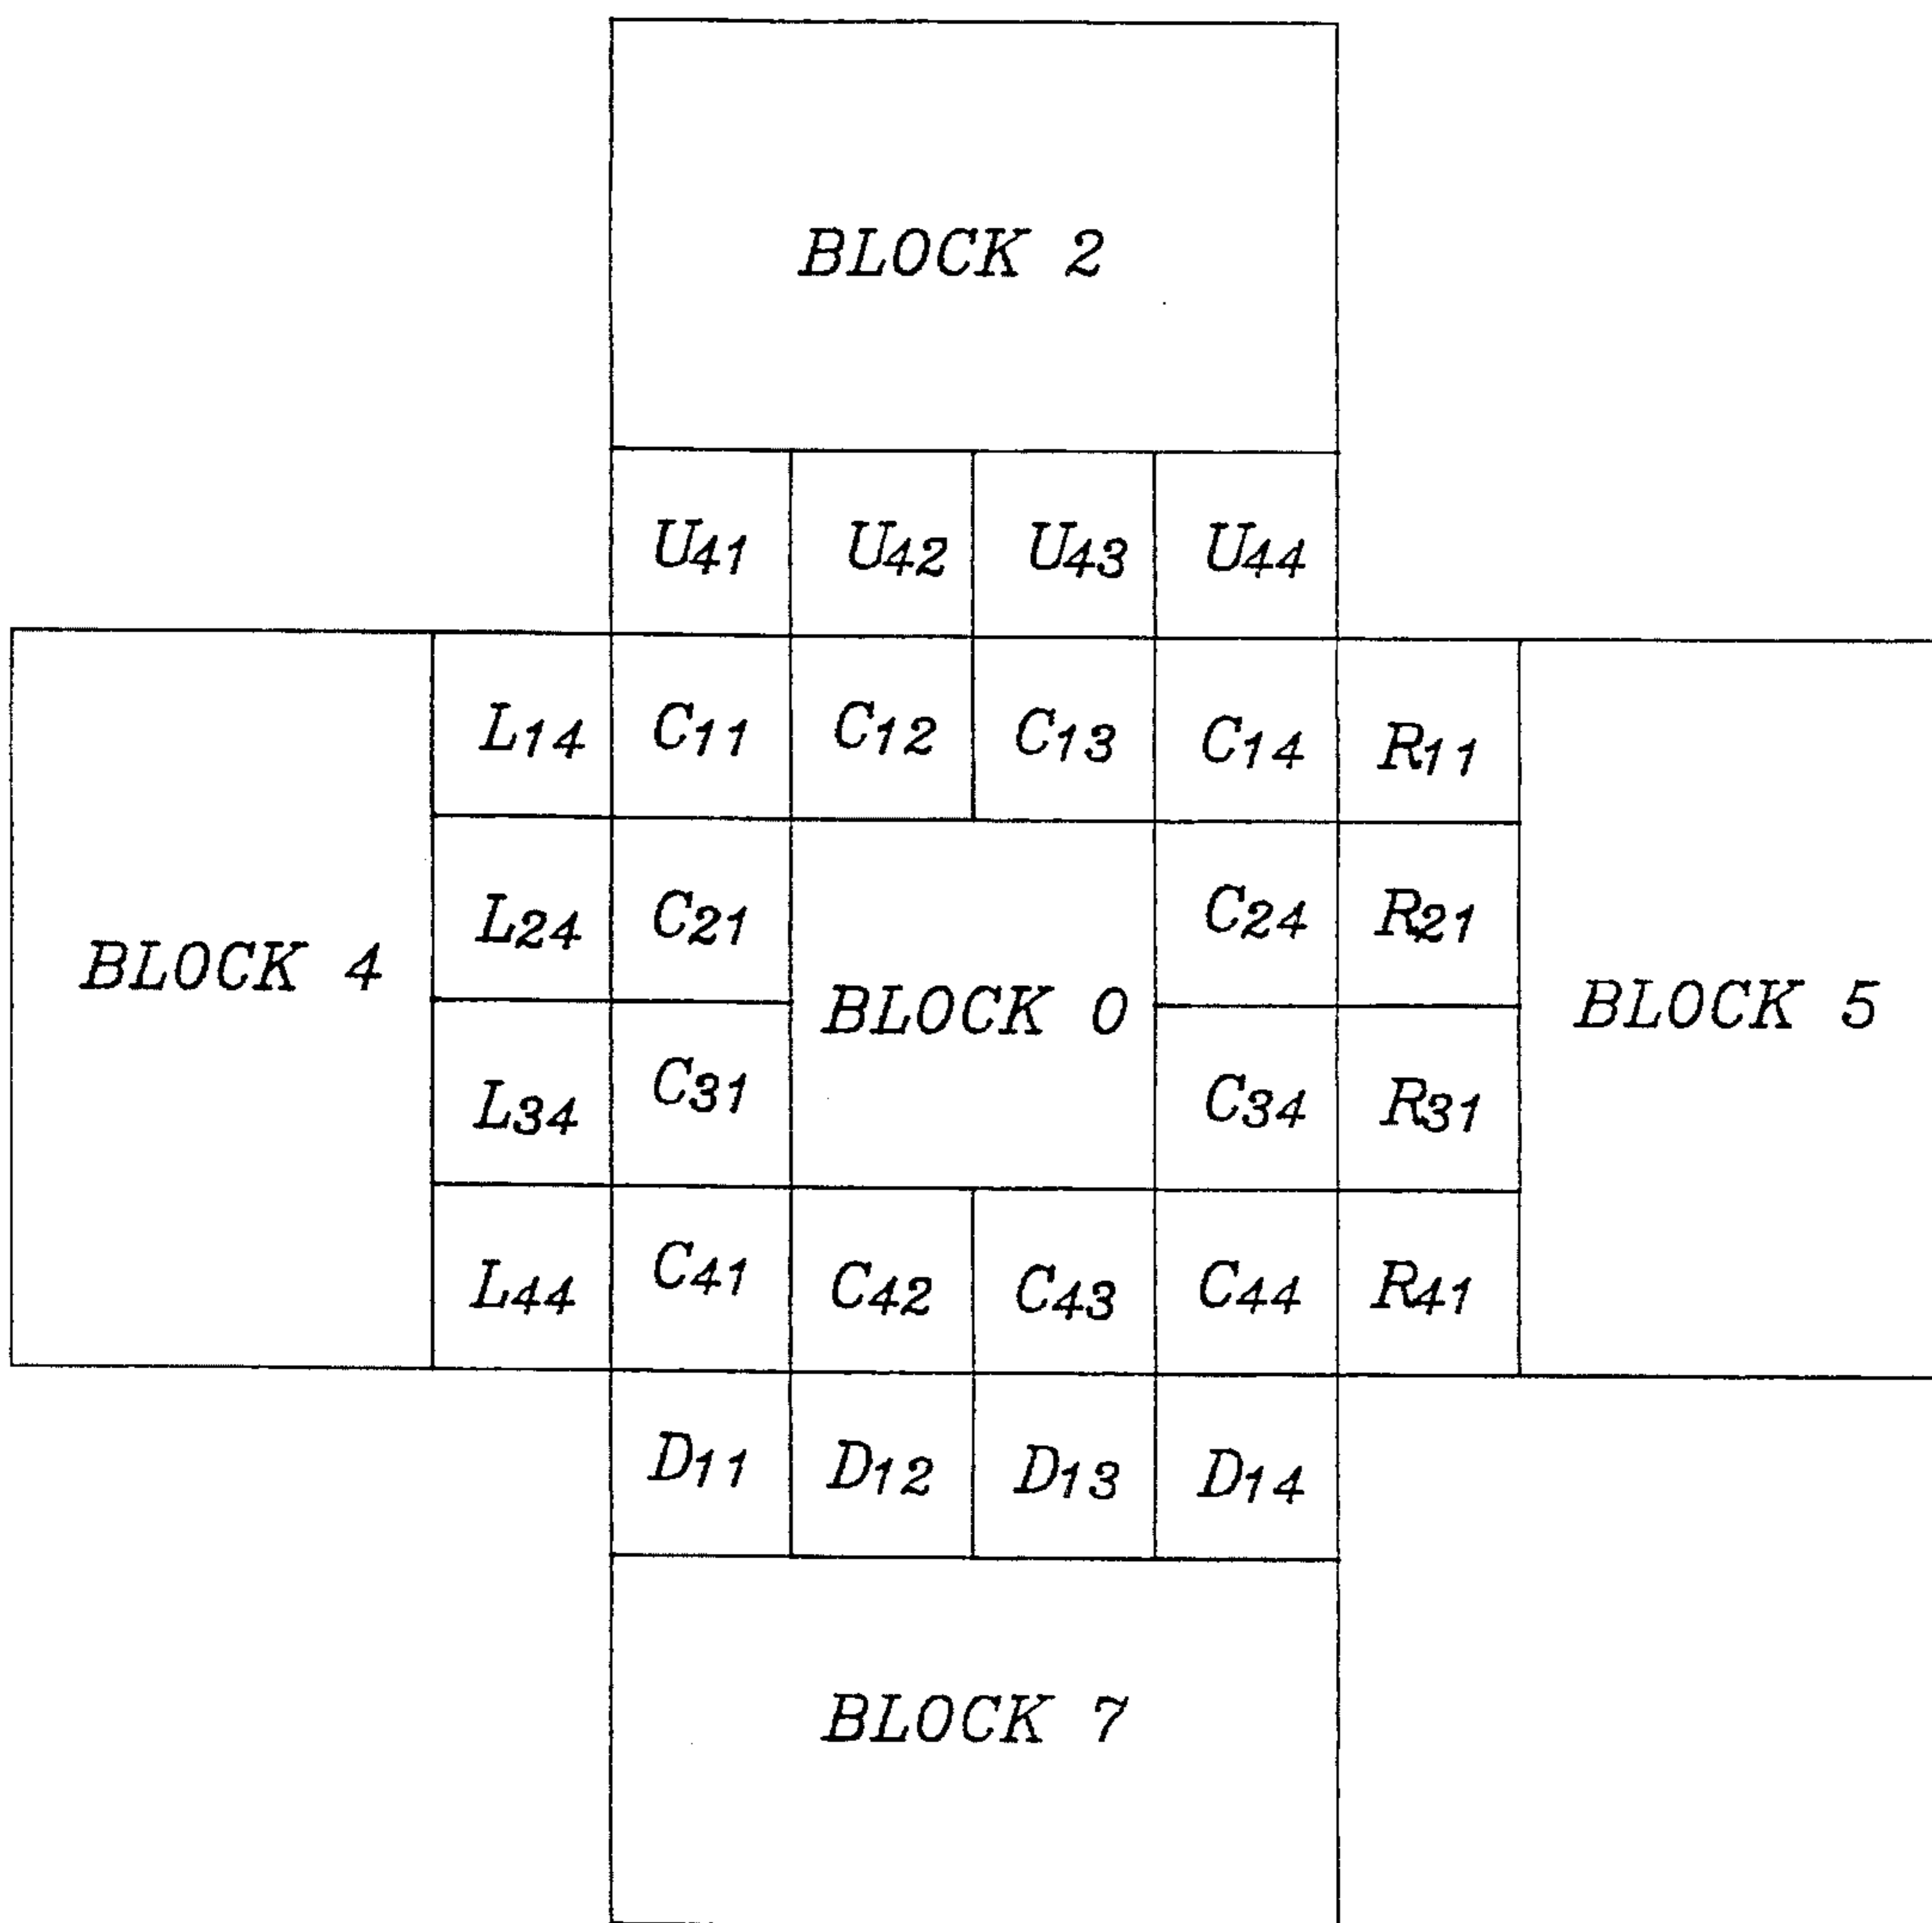 BLOCK 2
U41 U42 U43 U44
L14 C11 C12 C13 C14 R11
L24 C21 C24 R21
BLOCK 4 BLOCK 0 BLOCK 5
L34 C31 C34 R31
L44 C41 C42 C43 C44 R41
D11 D12 D13 D14
BLOCK 7